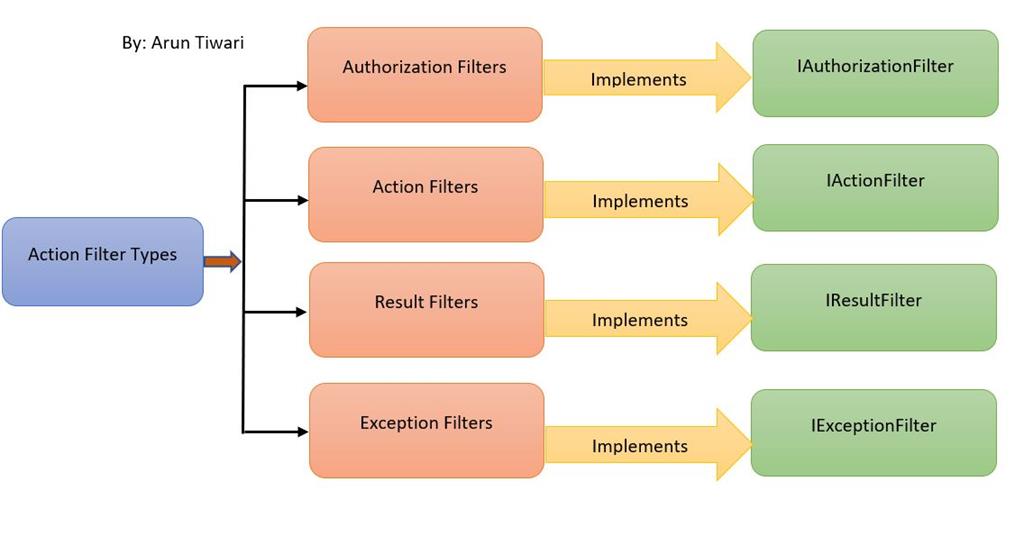 By: Arun Tiwari
Authorization Filters
Implements
IAuthorizationFilter
Action Filters
Implements
IActionFilter
Action Filter Types
Result Filters
Implements
IResultFilter
Exception Filters
Implements
IExceptionFilter